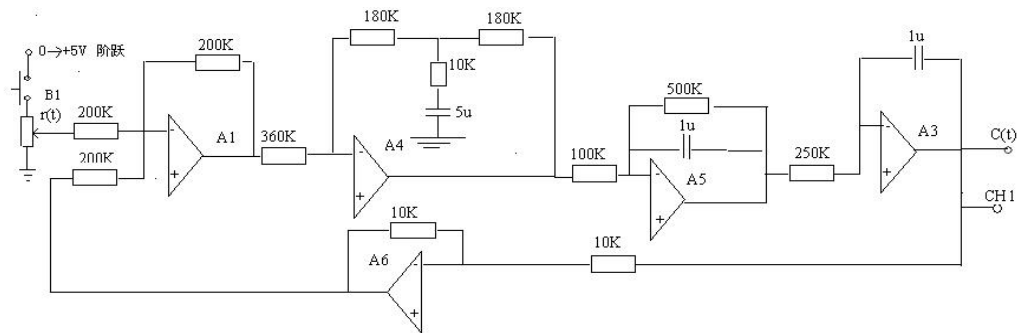 0→+5V 阶跃
B1
r(t)
200K
200K
200K
A1
360K
180K
180K
10K
5u
A4
100K
500K
1u
A5
250K
1u
A3
C(t)
CH1
10K
A6
10K
-
+
-
+
-
+
-
+
-
+